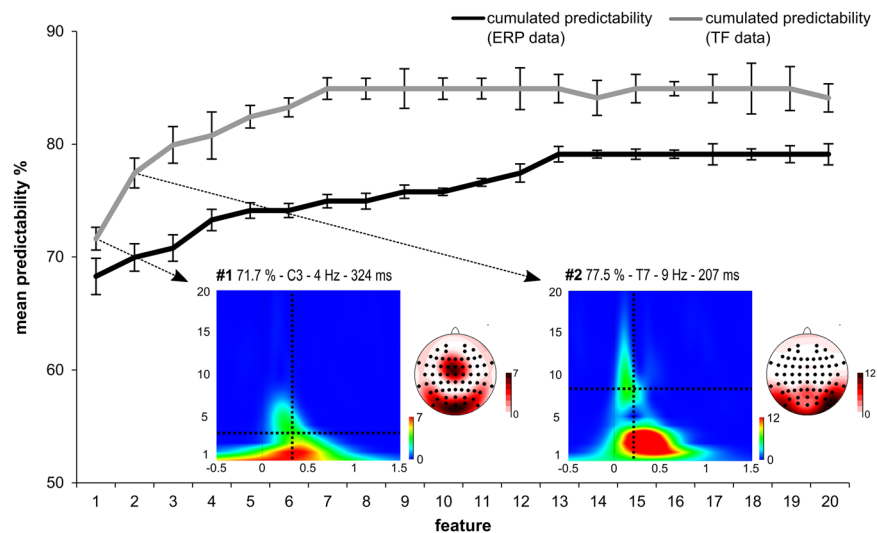 cumulated predictability
(ERP data)
cumulated predictability
(TF data)
mean predictability %
90
80
70
60
50
#1 71.7 % - C3 - 4 Hz - 324 ms
20
15
10
5
1
-0.5 0 0.5 1 1.5
7
0
7
0
#2 77.5 % - T7 - 9 Hz - 207 ms
20
15
10
5
1
-0.5 0 0.5 1 1.5
12
0
12
0
1 2 3 4 5 6 7 8 9 10 11 12 13 14 15 16 17 18 19 20
feature